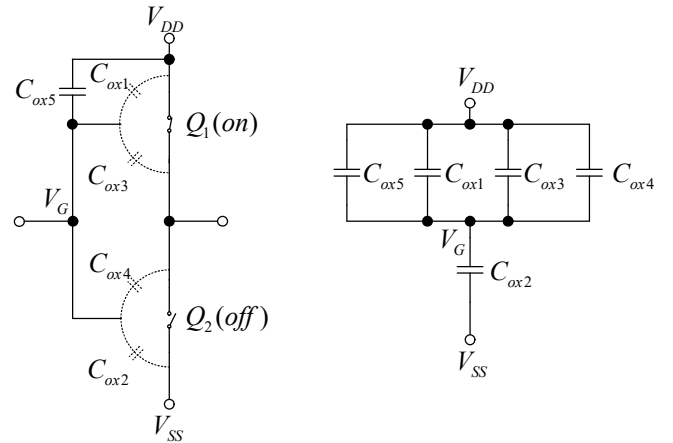 V_DD
C_ox1
C_ox5
Q_1(on)
C_ox3
V_G
C_ox4
Q_2(off)
C_ox2
V_SS
V_DD
C_ox5 C_ox1 C_ox3 C_ox4
V_G
C_ox2
V_SS